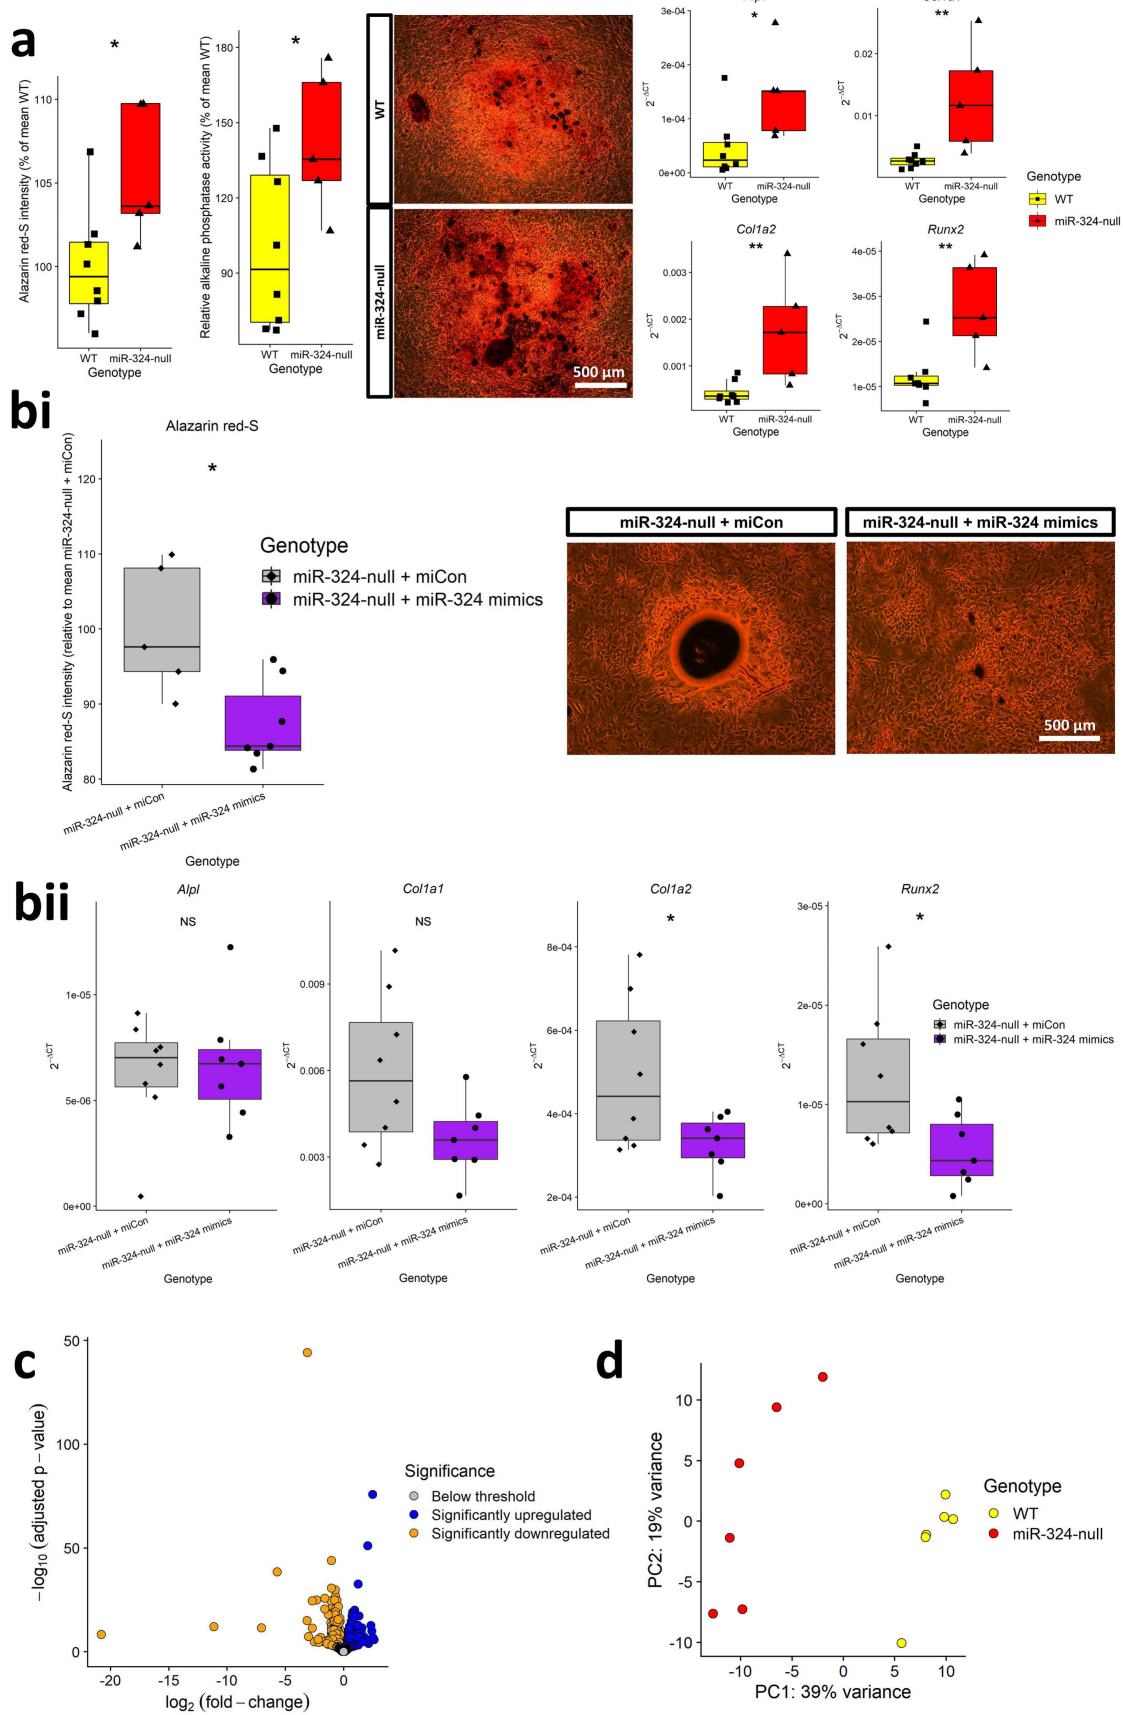 a
*
Alazarin red-S intensity (% of mean WT)
110
105
100
WT miR-324-null
Genotype
*
Relative alkaline phosphatase activity (% of mean WT)
180
150
120
90
WT miR-324-null
Genotype
WT
miR-324-null
500 µm
*
2^-ΔCT
3e-04
2e-04
1e-04
0e+00
WT miR-324-null
Genotype
**
2^-ΔCT
0.02
0.01
WT miR-324-null
Genotype
Genotype
WT
miR-324-null
Col1a2
**
2^-ΔCT
0.003
0.002
0.001
WT miR-324-null
Genotype
Runx2
**
2^-ΔCT
4e-05
3e-05
2e-05
1e-05
WT miR-324-null
Genotype
bi
Alazarin red-S
*
Alazarin red-S intensity (relative to mean miR-324-null + miCon)
120
110
100
90
80
miR-324-null + miCon
miR-324-null + miR-324 mimics
Genotype
Genotype
miR-324-null + miCon
miR-324-null + miR-324 mimics
miR-324-null + miCon
miR-324-null + miR-324 mimics
500 µm
bii
Alpl
NS
2^-ΔCT
1e-05
5e-06
0e+00
miR-324-null + miCon
miR-324-null + miR-324 mimics
Genotype
Col1a1
NS
2^-ΔCT
0.009
0.006
0.003
miR-324-null + miCon
miR-324-null + miR-324 mimics
Genotype
Col1a2
*
2^-ΔCT
8e-04
6e-04
4e-04
2e-04
miR-324-null + miCon
miR-324-null + miR-324 mimics
Genotype
Runx2
*
2^-ΔCT
3e-05
2e-05
1e-05
0e+00
miR-324-null + miCon
miR-324-null + miR-324 mimics
Genotype
Genotype
miR-324-null + miCon
miR-324-null + miR-324 mimics
c
−log10 (adjusted p−value)
50
100
50
0
-20 -15 -10 -5 0
log2 (fold−change)
Significance
Below threshold
Significantly upregulated
Significantly downregulated
d
PC2: 19% variance
10
5
0
-5
-10
-10 -5 0 5 10
PC1: 39% variance
Genotype
WT
miR-324-null